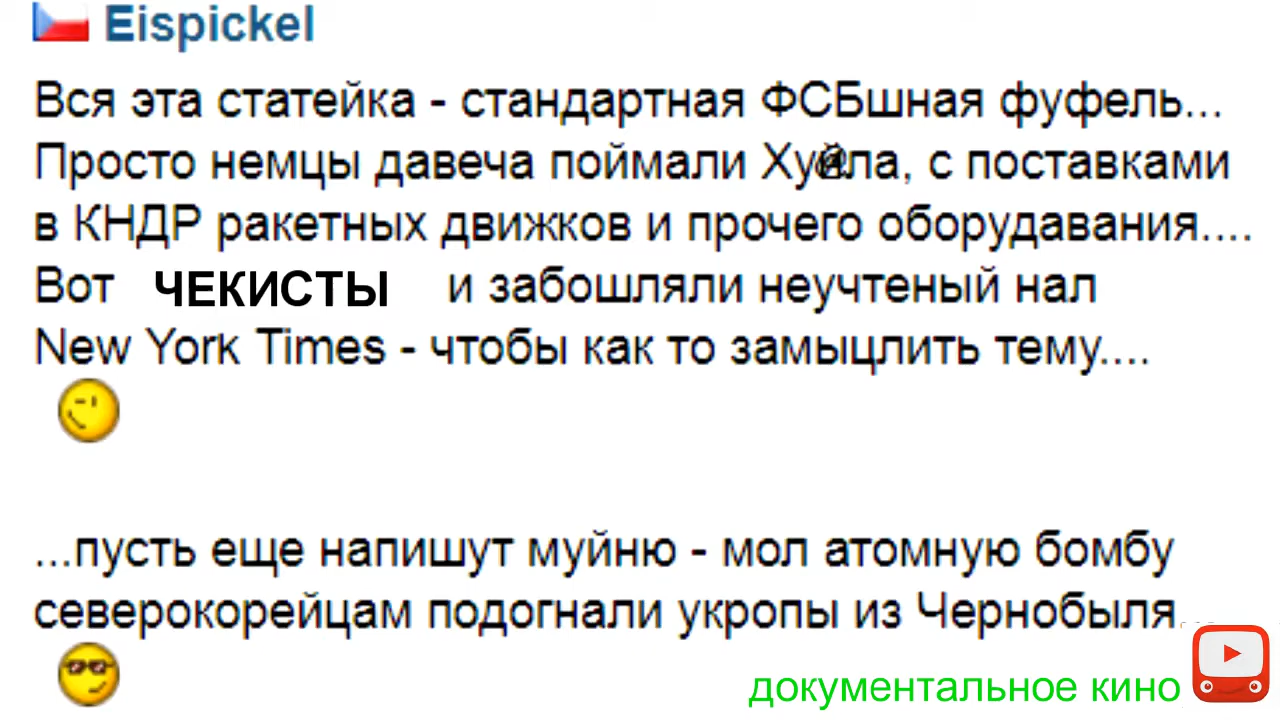 Eispickel
Вся эта статейка - стандартная ФСБшная фуфель...
Просто немцы давеча поймали Ху@ла, с поставками
в КНДР ракетных движков и прочего оборудавания....
Вот ЧЕКИСТЫ и забошляли неучтеный нал
New York Times - чтобы как то замыцлить тему....
...пусть еще напишут муйню - мол атомную бомбу
северокорейцам подогнали укропы из Чернобыля...
документальное кино